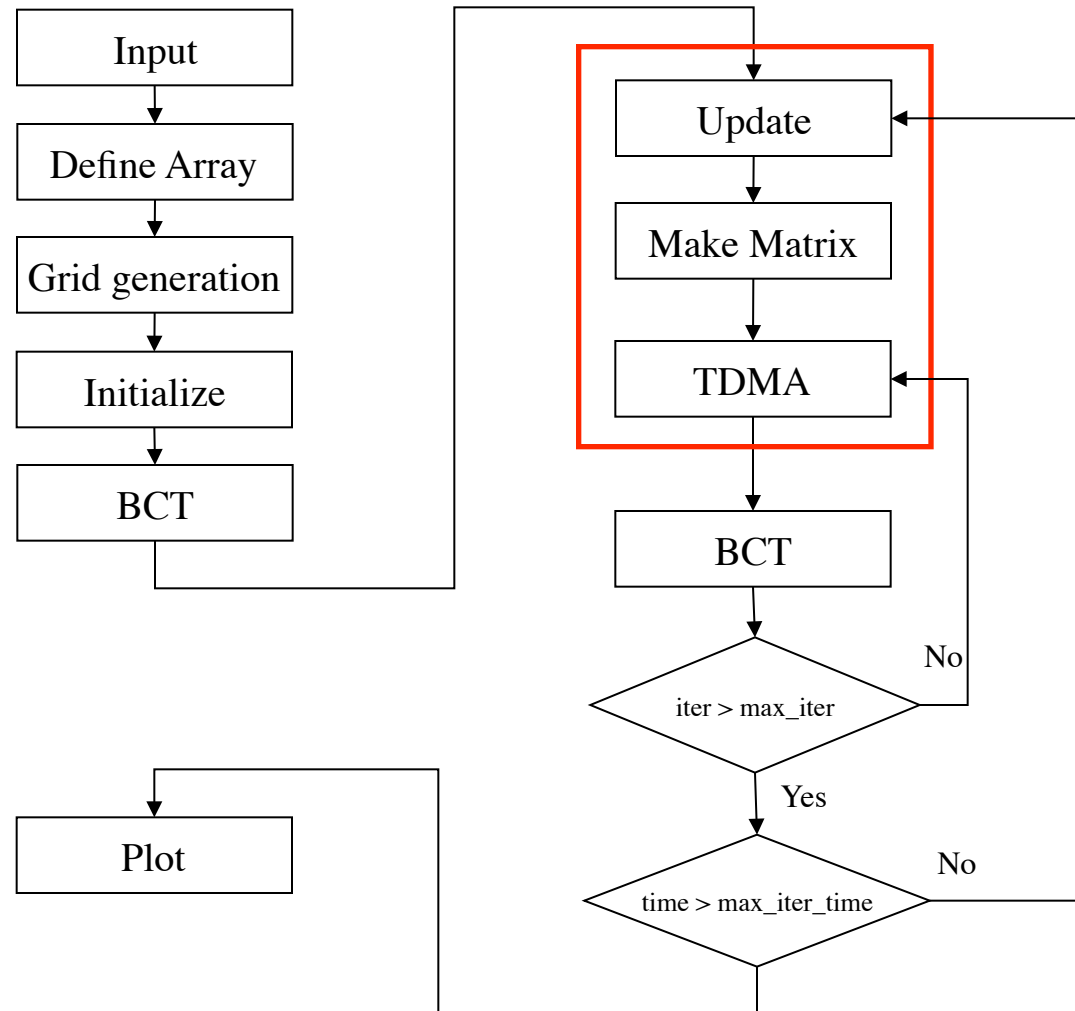 Input
Define Array
Grid generation
Initialize
BCT
Update
Make Matrix
TDMA
BCT
iter > max_iter
No
Yes
time > max_iter_time
No
Plot